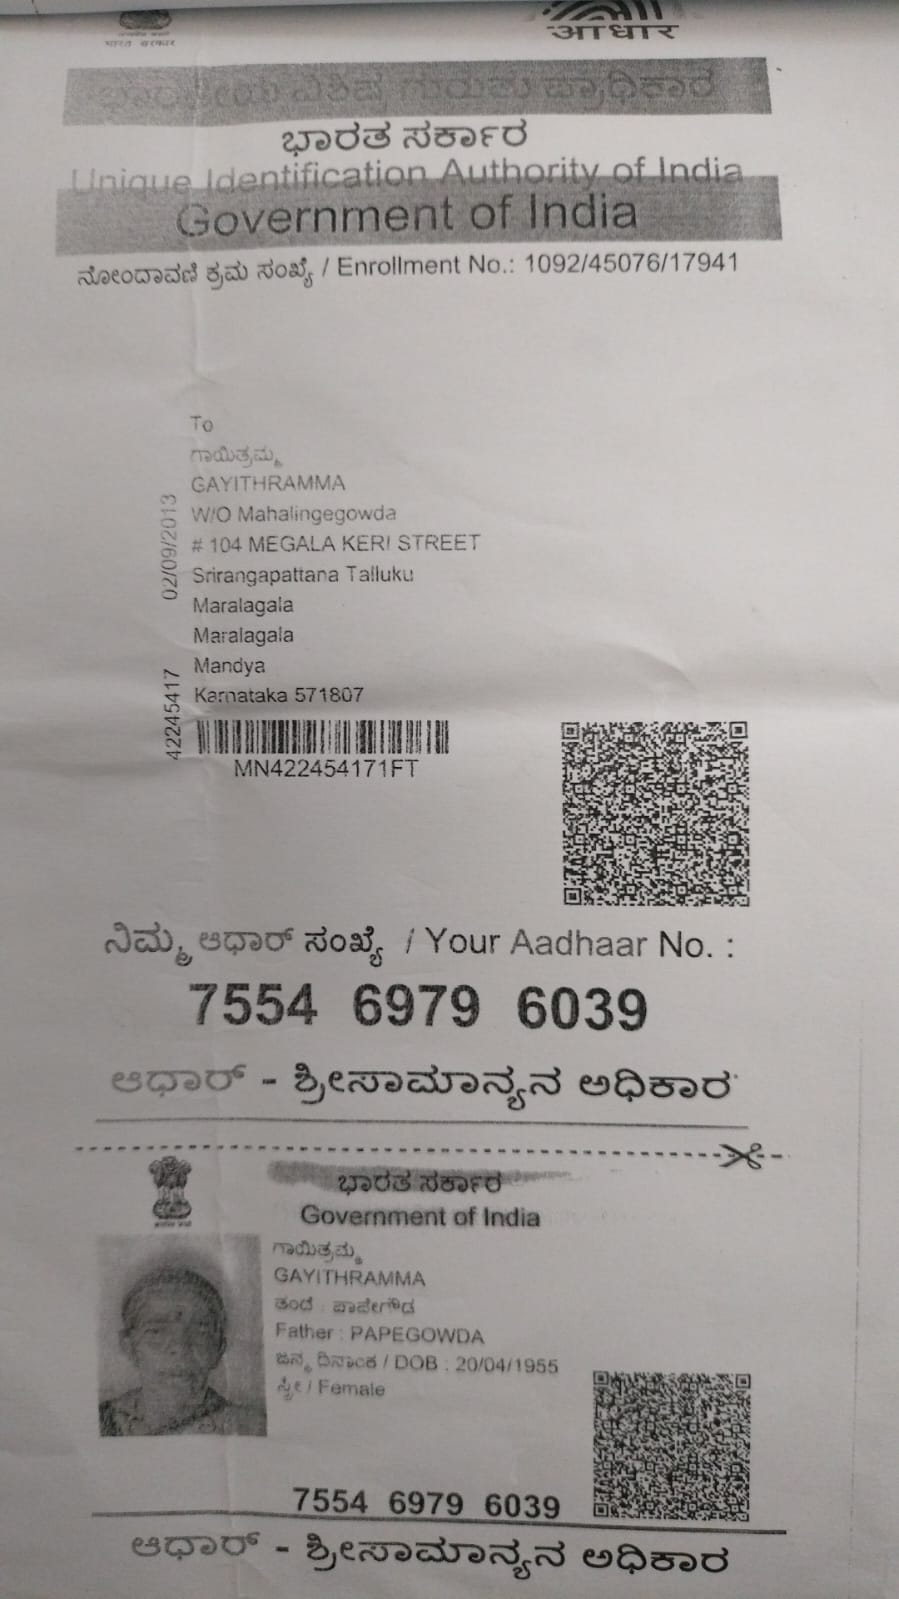 भारत सरकार
आधार
ಭಾರತೀಯ ವಿಶಿಷ್ಟ ಗುರುತು ಪ್ರಾಧಿಕಾರ
ಭಾರತ ಸರ್ಕಾರ
Unique Identification Authority of India
Government of India
ನೋಂದಾವಣಿ ಕ್ರಮ ಸಂಖ್ಯೆ / Enrollment No.: 1092/45076/17941
To
ಗಾಯಿತ್ರಮ್ಮ
GAYITHRAMMA
W/O Mahalingegowda
# 104 MEGALA KERI STREET
Srirangapattana Talluku
Maralagala
Maralagala
Mandya
Karnataka 571807
02/09/2013
42245417
MN422454171FT
ನಿಮ್ಮ ಆಧಾರ್ ಸಂಖ್ಯೆ / Your Aadhaar No. :
7554 6979 6039
ಆಧಾರ್ - ಶ್ರೀಸಾಮಾನ್ಯನ ಅಧಿಕಾರ
ಭಾರತ ಸರ್ಕಾರ
Government of India
ಗಾಯಿತ್ರಮ್ಮ
GAYITHRAMMA
ತಂದೆ : ಪಾಪೇಗೌಡ
Father : PAPEGOWDA
ಜನ್ಮ ದಿನಾಂಕ / DOB : 20/04/1955
ಸ್ತ್ರೀ / Female
7554 6979 6039
ಆಧಾರ್ - ಶ್ರೀಸಾಮಾನ್ಯನ ಅಧಿಕಾರ